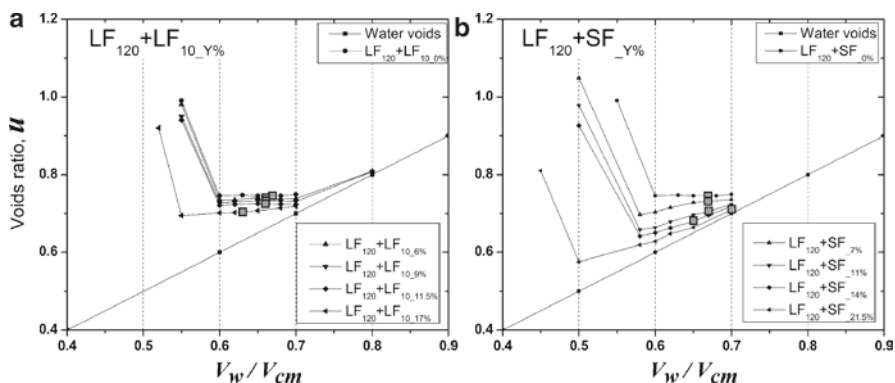 a
LF120+LF10_Y%
Water voids
LF120+LF10_0%
LF120+LF10_6%
LF120+LF10_9%
LF120+LF10_11.5%
LF120+LF10_17%
Voids ratio, u
1.2
1.0
0.8
0.6
0.4
0.4 0.5 0.6 0.7 0.8 0.9
Vw / Vcm
b
LF120+SF_Y%
Water voids
LF120+SF_0%
LF120+SF_7%
LF120+SF_11%
LF120+SF_14%
LF120+SF_21.5%
1.2
1.0
0.8
0.6
0.4
0.4 0.5 0.6 0.7 0.8 0.9
Vw / Vcm